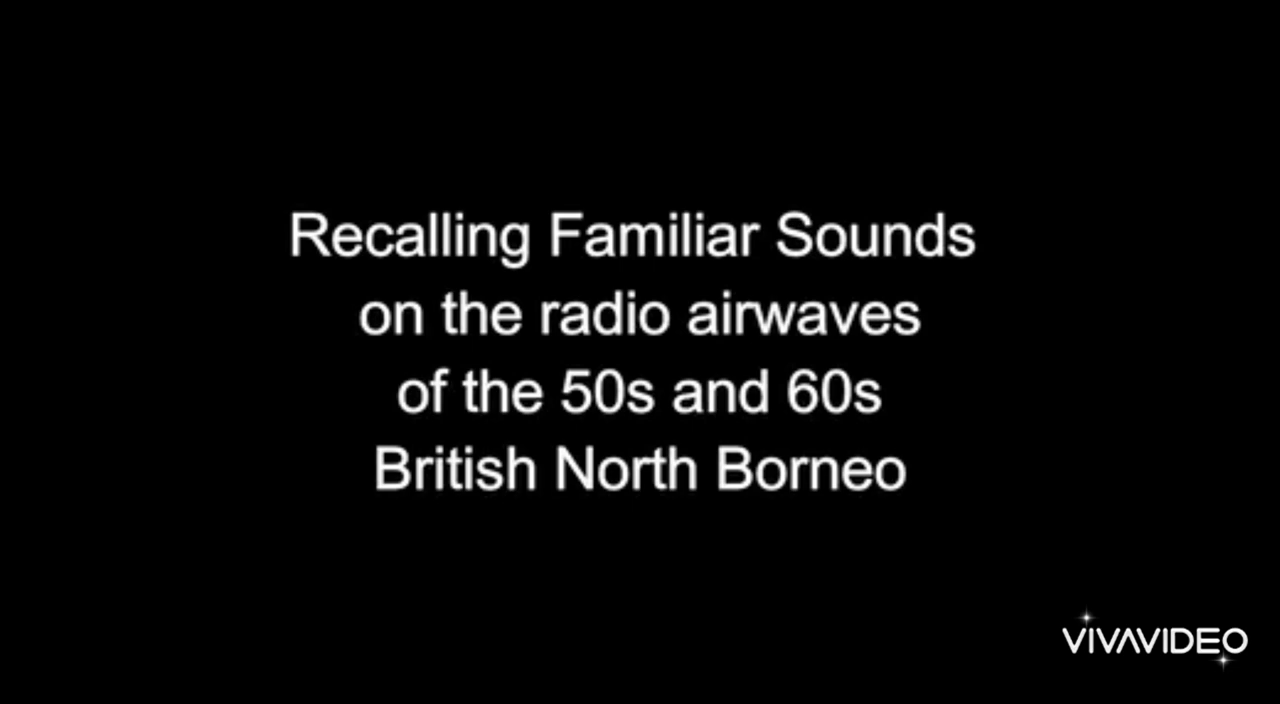 Recalling Familiar Sounds
on the radio airwaves
of the 50s and 60s
British North Borneo
VIVAVIDEO